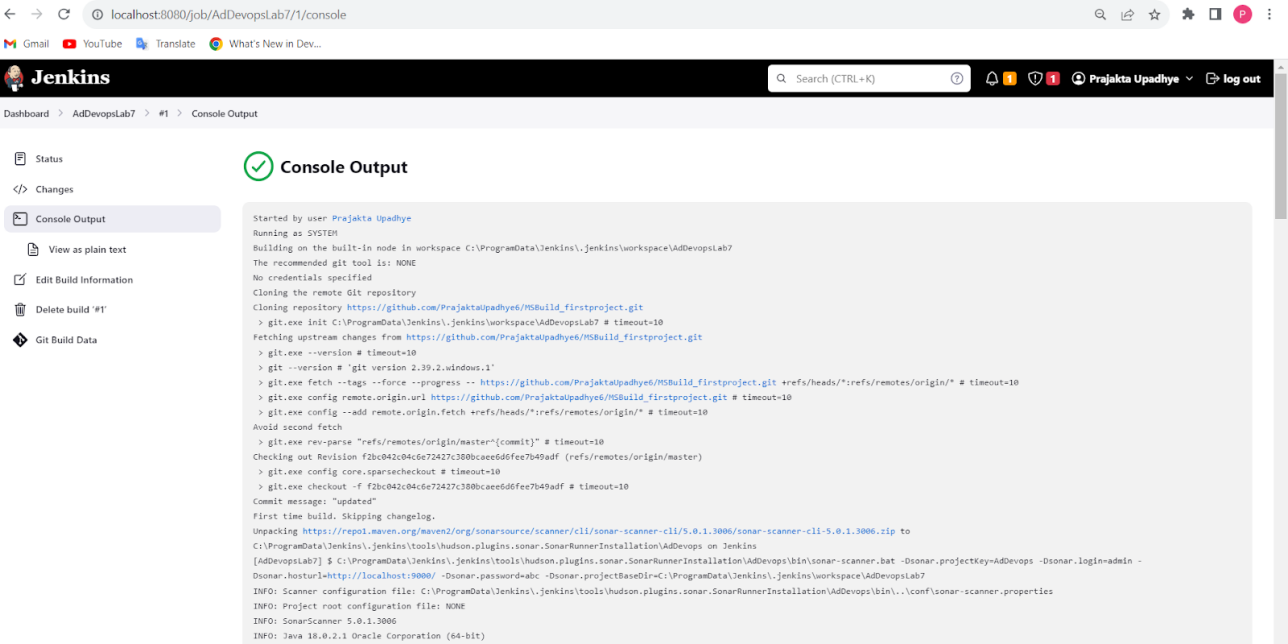 localhost:8080/job/AdDevopsLab7/1/console
P
Gmail YouTube Translate What's New in Dev...
Jenkins
Search (CTRL+K)
1 1 Prajakta Upadhye log out
Dashboard > AdDevopsLab7 > #1 > Console Output
Status
Changes
Console Output
View as plain text
Edit Build Information
Delete build '#1'
Git Build Data
Console Output
Started by user Prajakta Upadhye
Running as SYSTEM
Building on the built-in node in workspace C:\ProgramData\Jenkins\.jenkins\workspace\AdDevopsLab7
The recommended git tool is: NONE
No credentials specified
Cloning the remote Git repository
Cloning repository https://github.com/PrajaktaUpadhye6/MSBuild_firstproject.git
> git.exe init C:\ProgramData\Jenkins\.jenkins\workspace\AdDevopsLab7 # timeout=10
Fetching upstream changes from https://github.com/PrajaktaUpadhye6/MSBuild_firstproject.git
> git.exe --version # timeout=10
> git --version # 'git version 2.39.2.windows.1'
> git.exe fetch --tags --force --progress -- https://github.com/PrajaktaUpadhye6/MSBuild_firstproject.git +refs/heads/*:refs/remotes/origin/* # timeout=10
> git.exe config remote.origin.url https://github.com/PrajaktaUpadhye6/MSBuild_firstproject.git # timeout=10
> git.exe config --add remote.origin.fetch +refs/heads/*:refs/remotes/origin/* # timeout=10
Avoid second fetch
> git.exe rev-parse "refs/remotes/origin/master^{commit}" # timeout=10
Checking out Revision f2bc042c04c6e72427c380bcaee6d6fee7b49adf (refs/remotes/origin/master)
> git.exe config core.sparsecheckout # timeout=10
> git.exe checkout -f f2bc042c04c6e72427c380bcaee6d6fee7b49adf # timeout=10
Commit message: "updated"
First time build. Skipping changelog.
Unpacking https://repo1.maven.org/maven2/org/sonarsource/scanner/cli/sonar-scanner-cli/5.0.1.3006/sonar-scanner-cli-5.0.1.3006.zip to
C:\ProgramData\Jenkins\.jenkins\tools\hudson.plugins.sonar.SonarRunnerInstallation\AdDevops on Jenkins
[AdDevopsLab7] $ C:\ProgramData\Jenkins\.jenkins\tools\hudson.plugins.sonar.SonarRunnerInstallation\AdDevops\bin\sonar-scanner.bat -Dsonar.projectKey=AdDevops -Dsonar.login=admin -
Dsonar.hosturl=http://localhost:9000/ -Dsonar.password=abc -Dsonar.projectBaseDir=C:\ProgramData\Jenkins\.jenkins\workspace\AdDevopsLab7
INFO: Scanner configuration file: C:\ProgramData\Jenkins\.jenkins\tools\hudson.plugins.sonar.SonarRunnerInstallation\AdDevops\bin\..\conf\sonar-scanner.properties
INFO: Project root configuration file: NONE
INFO: SonarScanner 5.0.1.3006
INFO: Java 18.0.2.1 Oracle Corporation (64-bit)